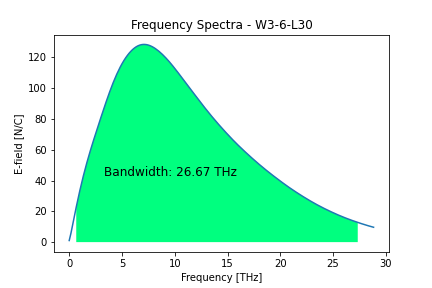 Frequency Spectra - W3-6-L30
E-field [N/C]
120
100
80
60
40
20
0
Bandwidth: 26.67 THz
0 5 10 15 20 25 30
Frequency [THz]